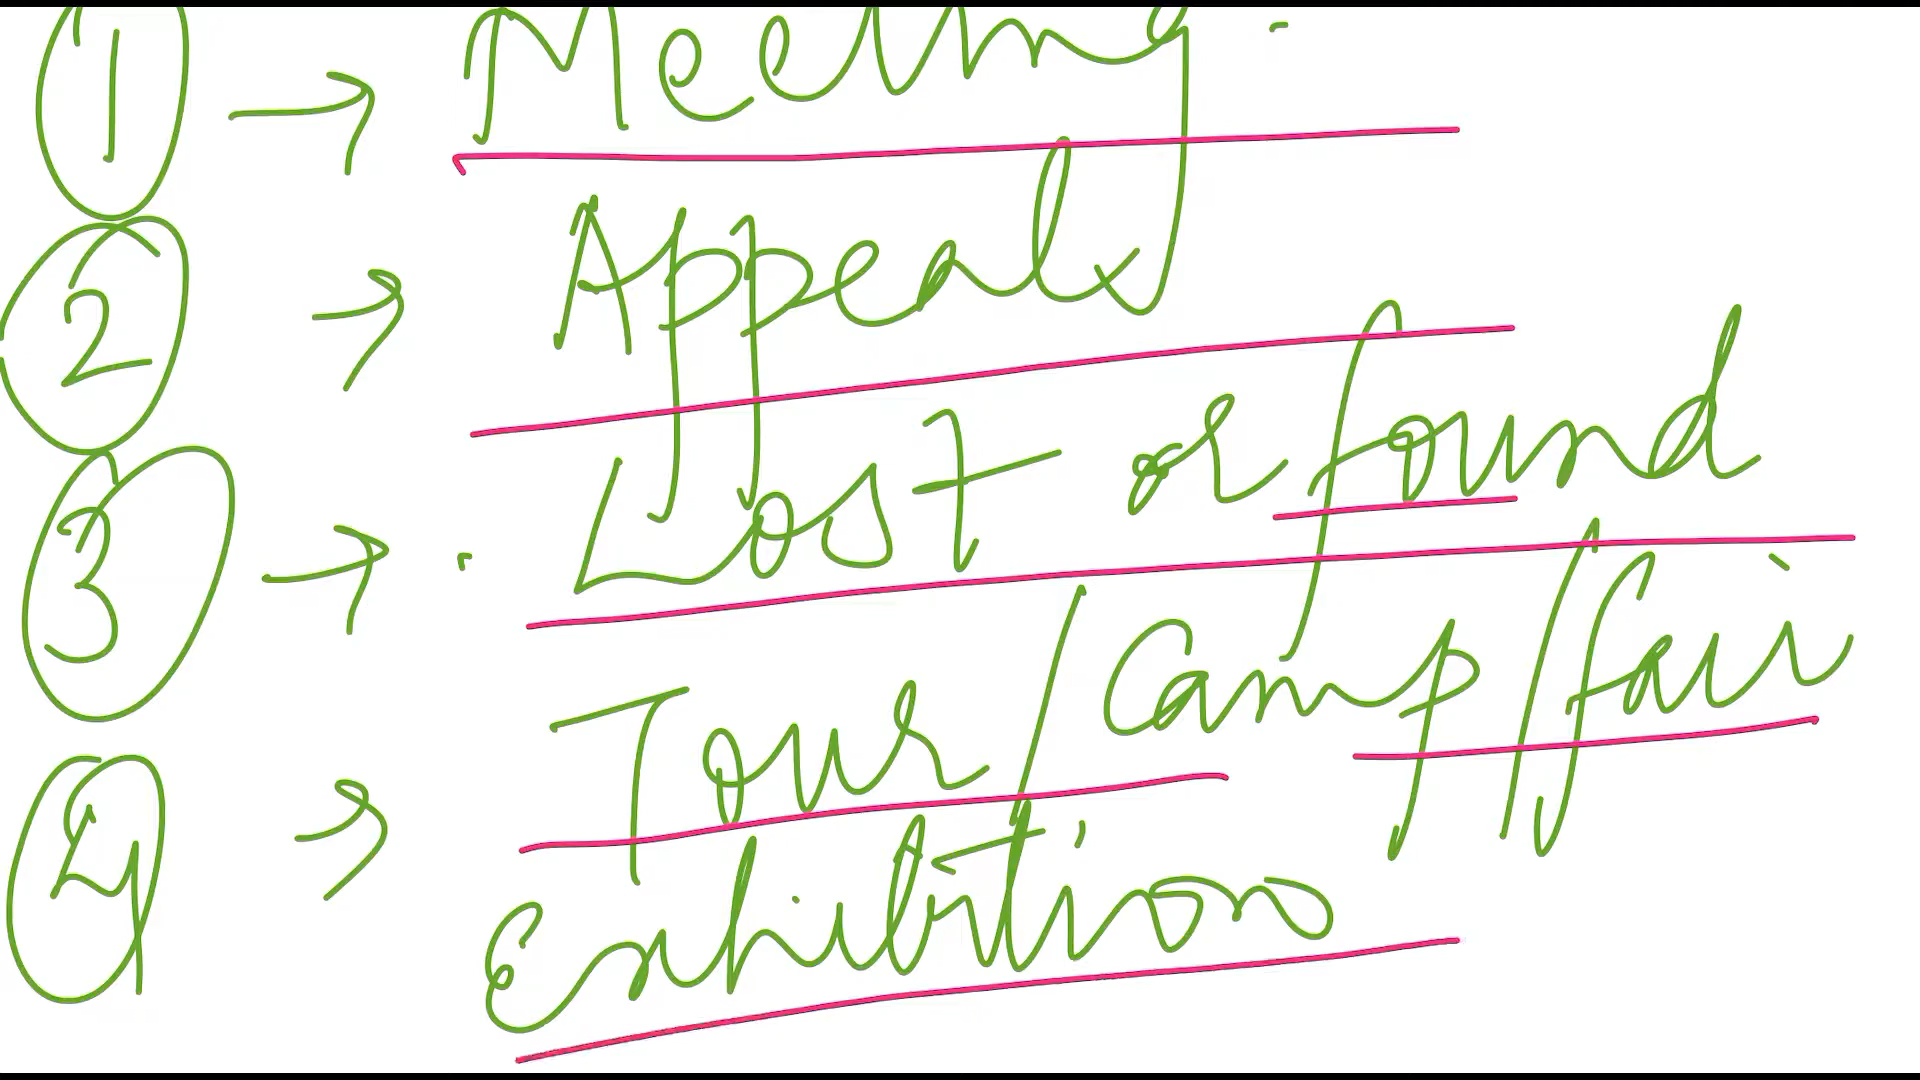 1 → Meeting.
2 → Appeal
3 → . Lost or found
4 → Tour / Camp / fair
Exhibition